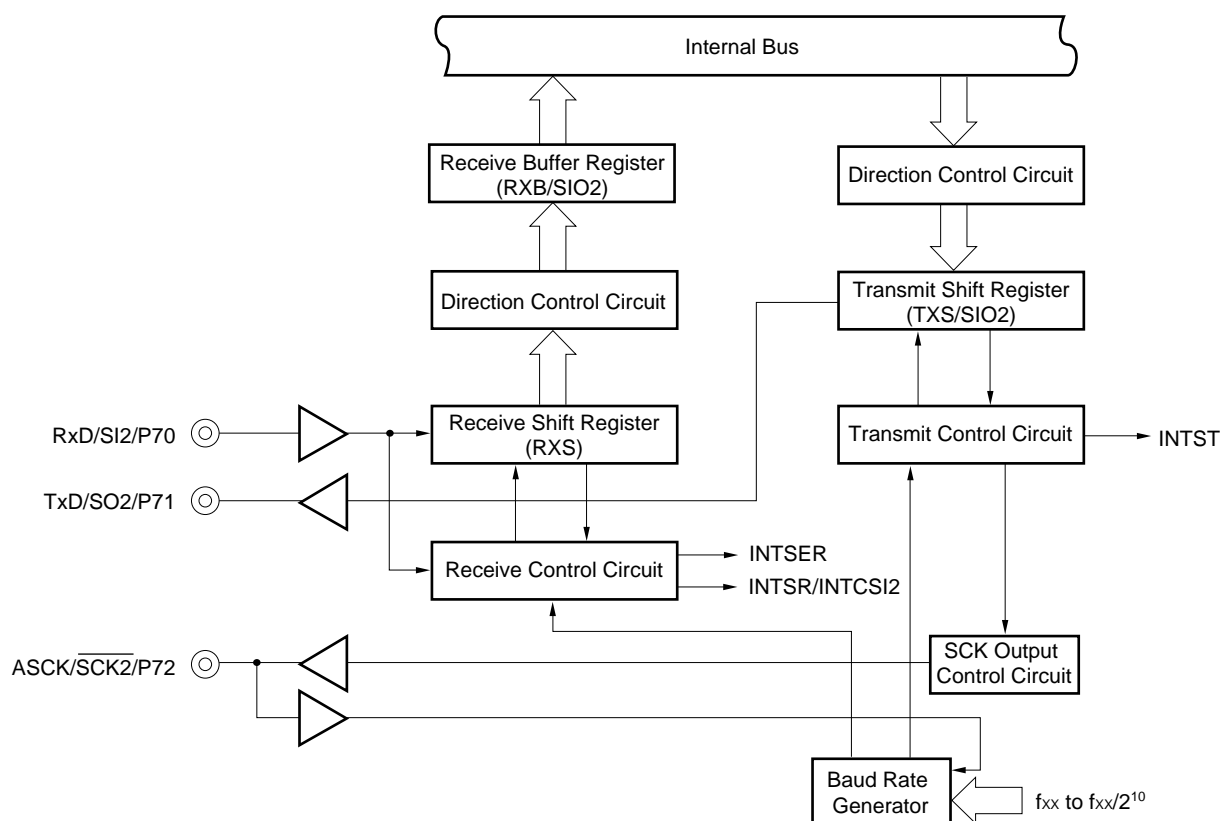 Internal Bus
Receive Buffer Register
(RXB/SIO2)
Direction Control Circuit
Direction Control Circuit
Transmit Shift Register
(TXS/SIO2)
RxD/SI2/P70
Receive Shift Register
(RXS)
Transmit Control Circuit
INTST
TxD/SO2/P71
Receive Control Circuit
INTSER
INTSR/INTCSI2
ASCK/S̅C̅K̅2̅/P72
SCK Output
Control Circuit
Baud Rate
Generator
fxx to fxx/2¹⁰